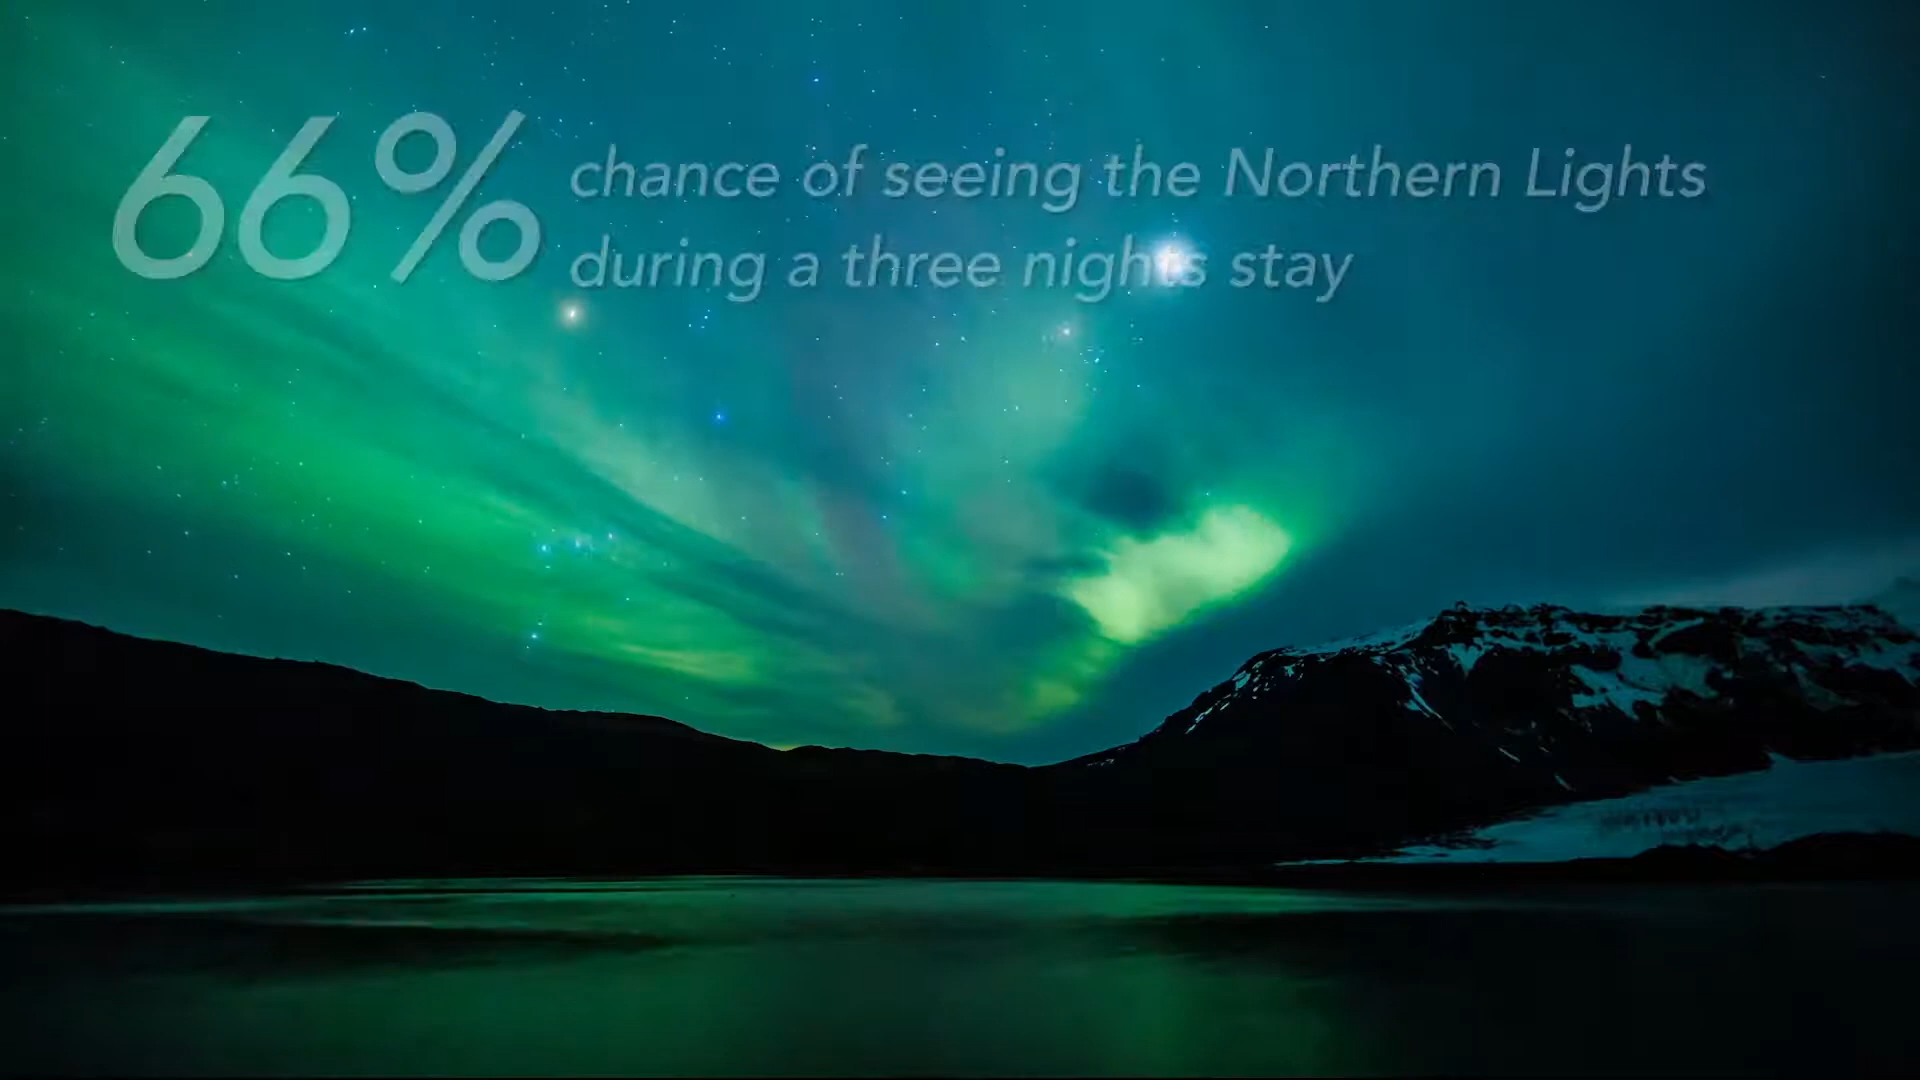 66% chance of seeing the Northern Lights
during a three nights stay